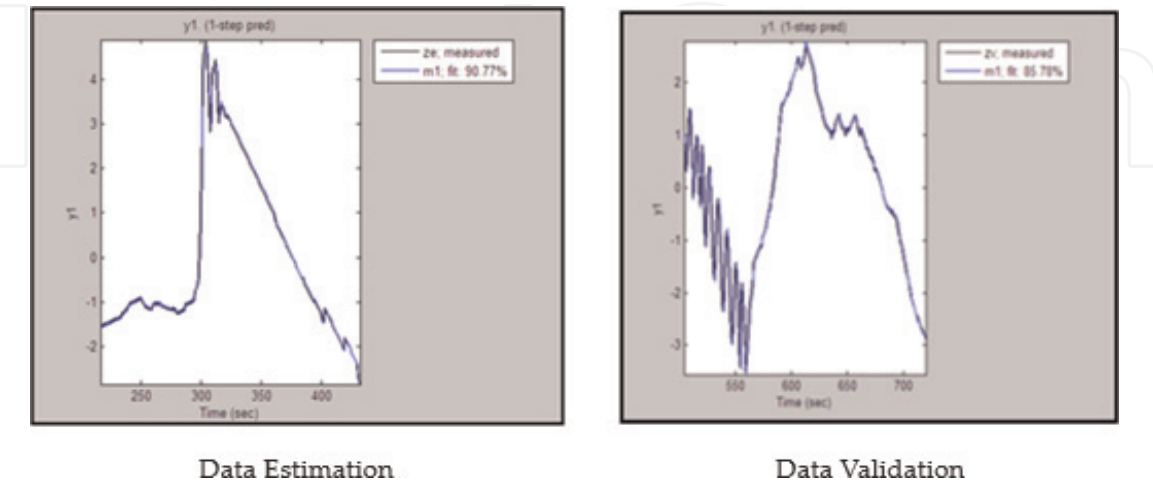 y1. (1-step pred)
ze; measured
m1; fit: 90.77%
4
3
2
1
0
-1
-2
y1
250 300 350 400
Time (sec)
Data Estimation
y1. (1-step pred)
zv; measured
m1; fit: 85.78%
2
1
0
-1
-2
-3
y1
550 600 650 700
Time (sec)
Data Validation